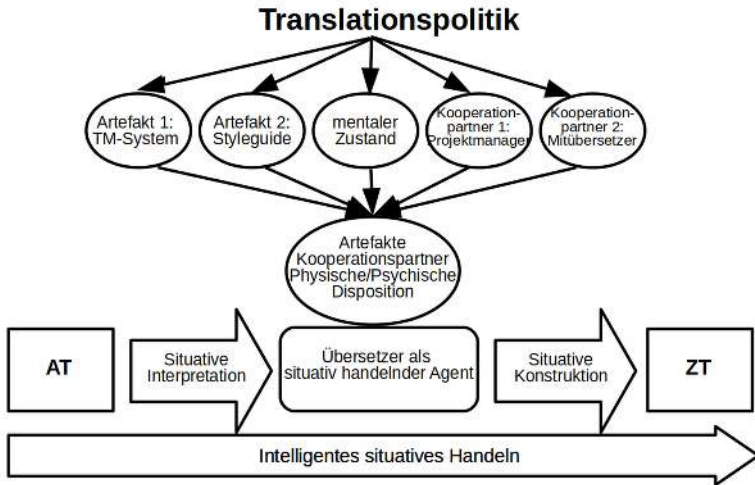 Translationspolitik
Artefakt 1:
TM-System
Artefakt 2:
Styleguide
mentaler
Zustand
Kooperation-
partner 1:
Projektmanager
Kooperation-
partner 2:
Mitübersetzer
Artefakte
Kooperationspartner
Physische/Psychische
Disposition
AT
Situative
Interpretation
Übersetzer als
situativ handelnder Agent
Situative
Konstruktion
ZT
Intelligentes situatives Handeln